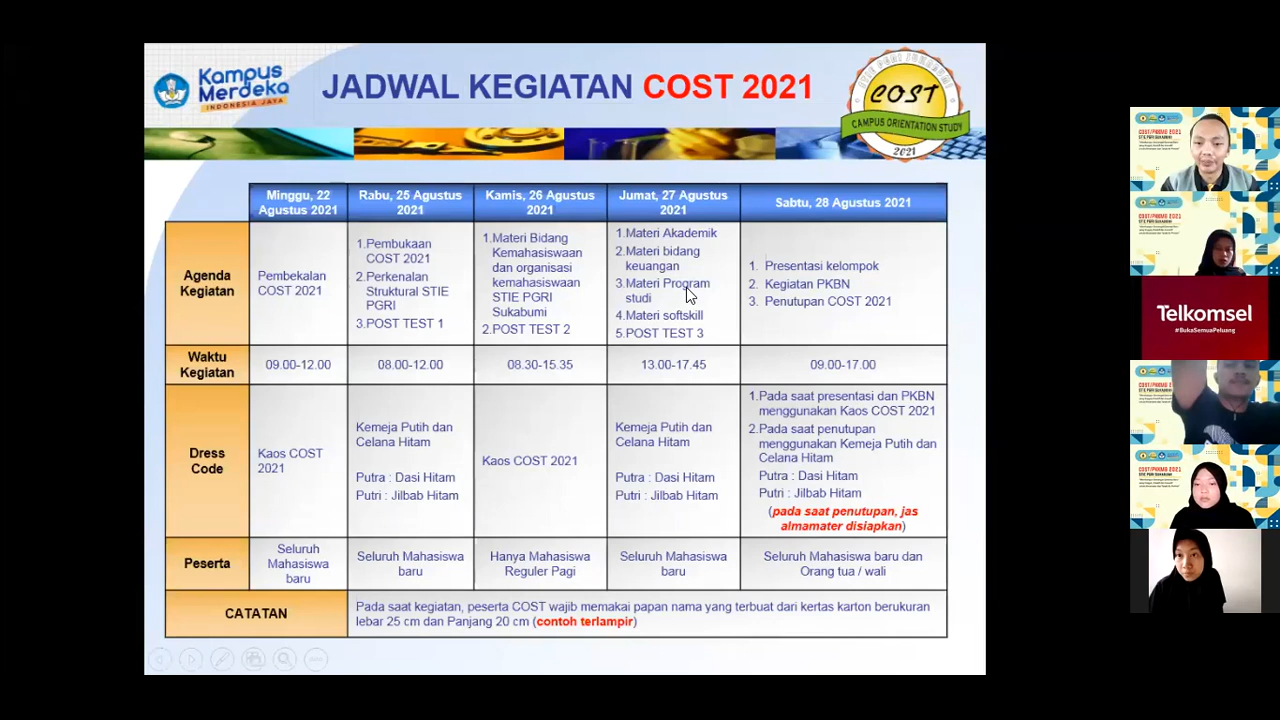 Kampus
Merdeka
INDONESIA JAYA
JADWAL KEGIATAN COST 2021
STIE PGRI SUKABUMI
COST
CAMPUS ORIENTATION STUDY
2021
Minggu, 22
Agustus 2021
Rabu, 25 Agustus
2021
Kamis, 26 Agustus
2021
Jumat, 27 Agustus
2021
Sabtu, 28 Agustus 2021
Agenda
Kegiatan
Pembekalan
COST 2021
1.Pembukaan
COST 2021
2.Perkenalan
Struktural STIE
PGRI
3.POST TEST 1
1.Materi Bidang
Kemahasiswaan
dan organisasi
kemahasiswaan
STIE PGRI
Sukabumi
2.POST TEST 2
1.Materi Akademik
2.Materi bidang
keuangan
3.Materi Program
studi
4.Materi softskill
5.POST TEST 3
1. Presentasi kelompok
2. Kegiatan PKBN
3. Penutupan COST 2021
Waktu
Kegiatan
09.00-12.00
08.00-12.00
08.30-15.35
13.00-17.45
09.00-17.00
Dress
Code
Kaos COST
2021
Kemeja Putih dan
Celana Hitam
Putra : Dasi Hitam
Putri : Jilbab Hitam
Kaos COST 2021
Kemeja Putih dan
Celana Hitam
Putra : Dasi Hitam
Putri : Jilbab Hitam
1.Pada saat presentasi dan PKBN
menggunakan Kaos COST 2021
2.Pada saat penutupan
menggunakan Kemeja Putih dan
Celana Hitam
Putra : Dasi Hitam
Putri : Jilbab Hitam
(pada saat penutupan, jas
almamater disiapkan)
Peserta
Seluruh
Mahasiswa
baru
Seluruh Mahasiswa
baru
Hanya Mahasiswa
Reguler Pagi
Seluruh Mahasiswa
baru
Seluruh Mahasiswa baru dan
Orang tua / wali
CATATAN
Pada saat kegiatan, peserta COST wajib memakai papan nama yang terbuat dari kertas karton berukuran
lebar 25 cm dan Panjang 20 cm (contoh terlampir)
COST/PKKMB 2021
STIE PGRI SUKABUMI
Telkomsel
#BukaSemuaPeluang